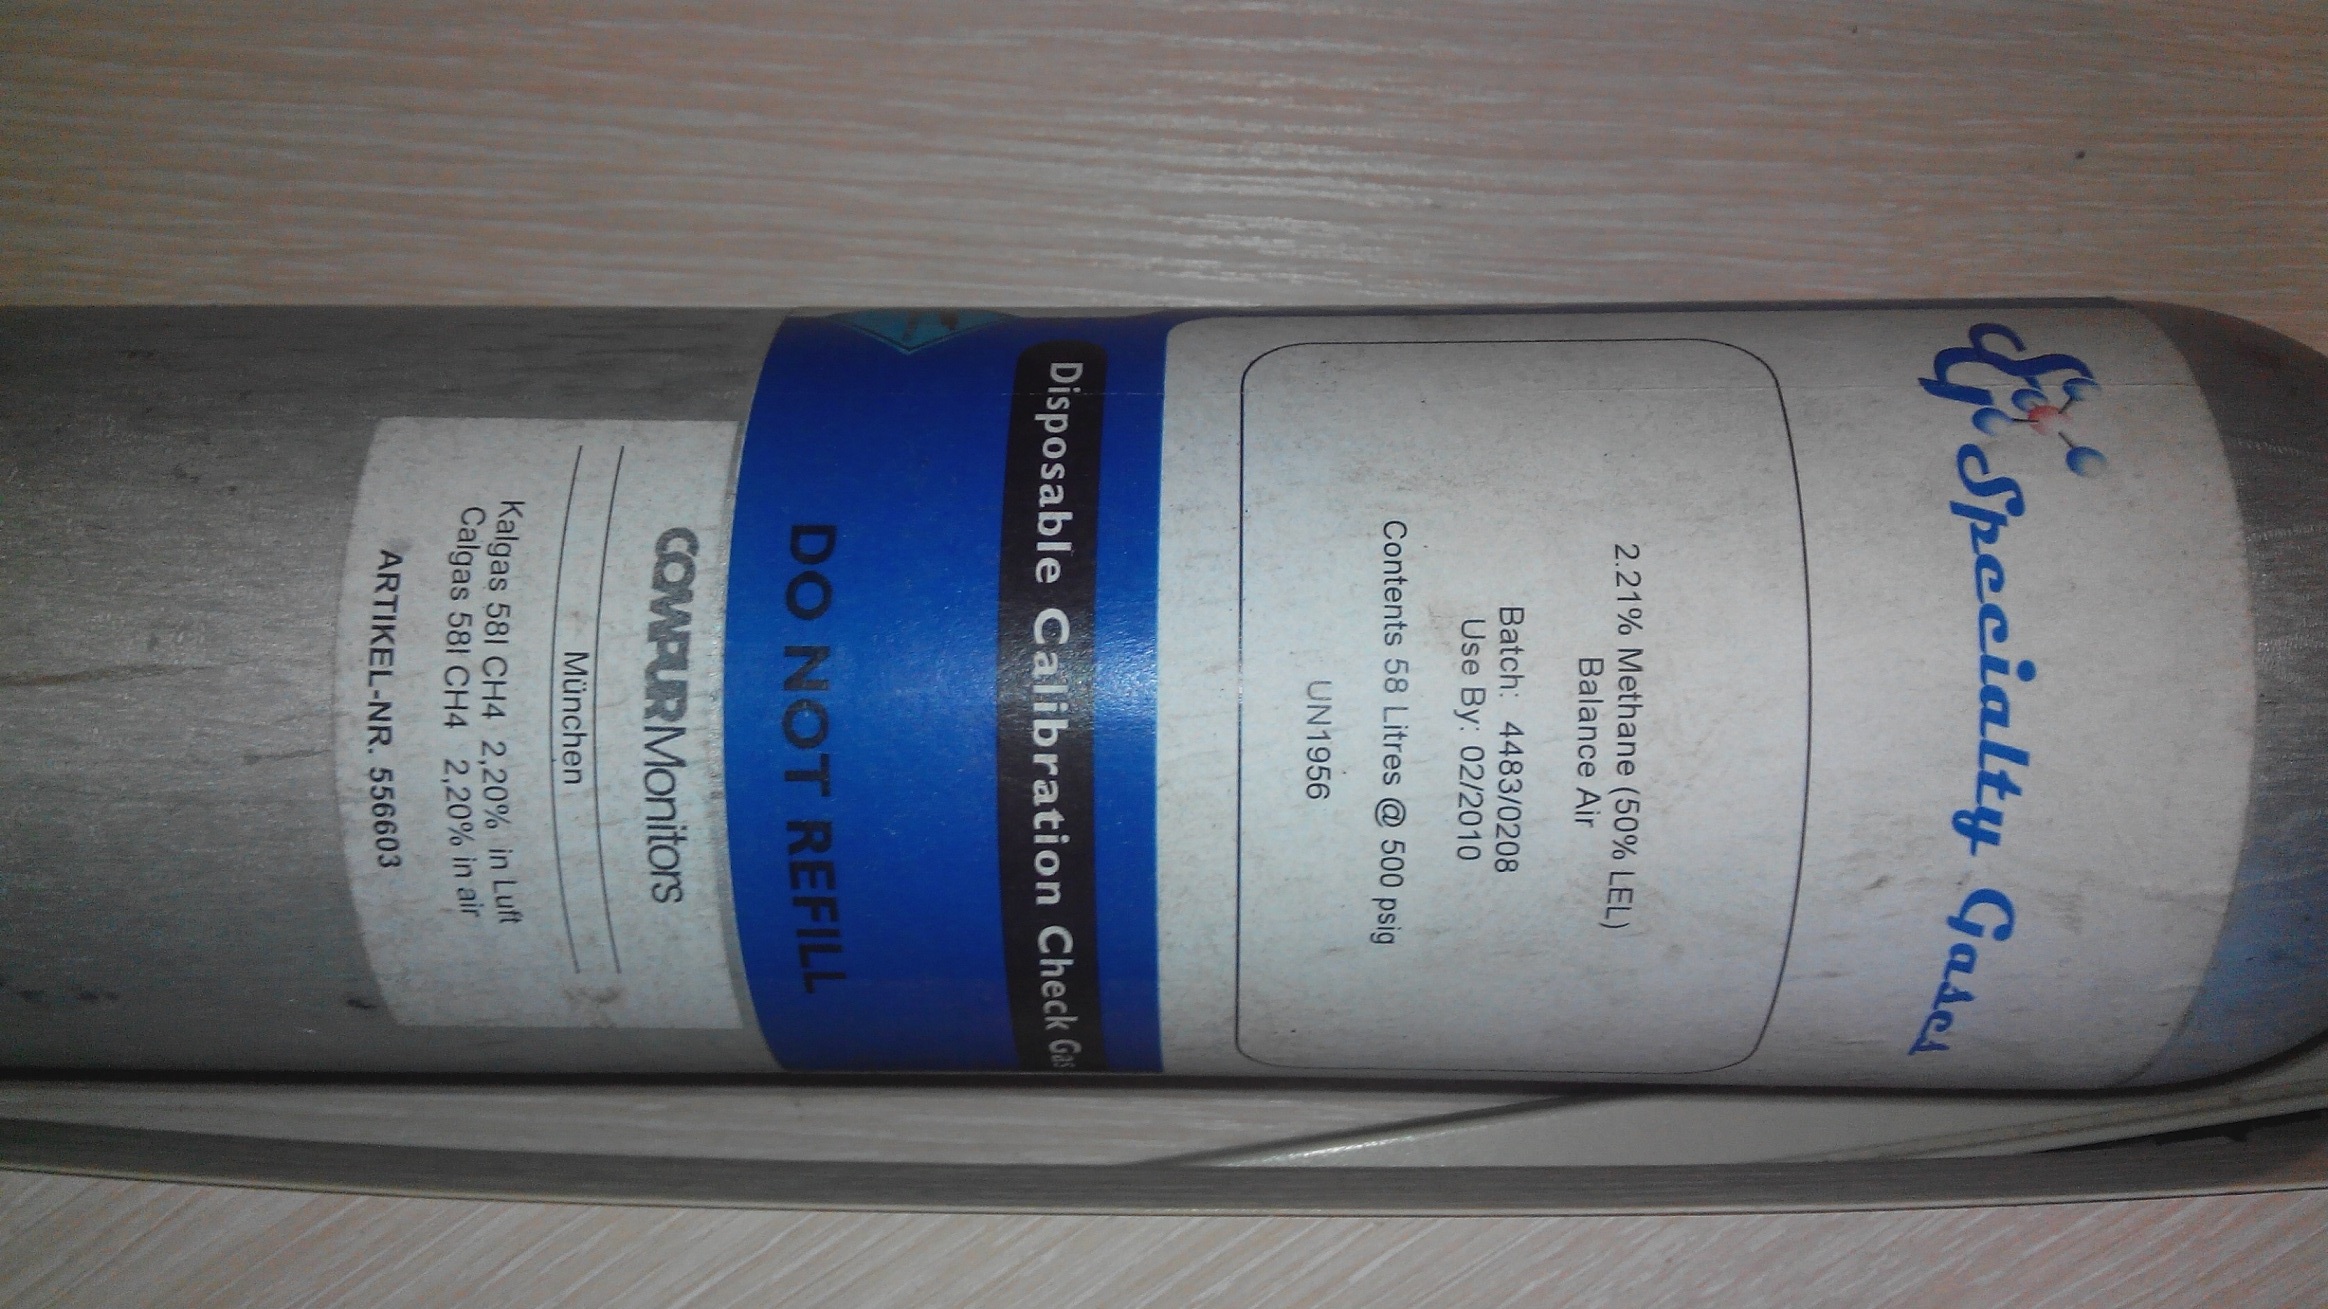 Specialty Gases
2.21% Methane (50% LEL)
Balance Air
Batch: 4483/0208
Use By: 02/2010
Contents 58 Litres @ 500 psig
UN1956
Disposable Calibration Check Gas
DO NOT REFILL
COMPUR Monitors
München
Kalgas 58l CH4 2,20% in Luft
Calgas 58l CH4 2,20% in air
ARTIKEL-NR. 556603